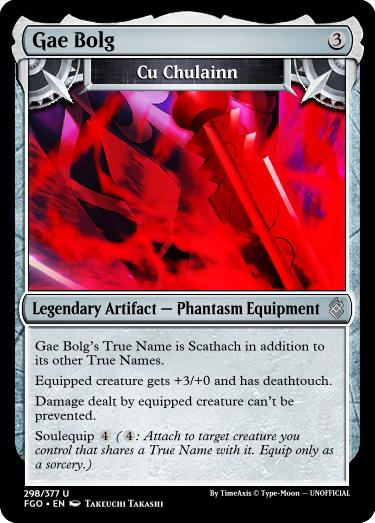 Gae Bolg 3
Cu Chulainn
Legendary Artifact — Phantasm Equipment
Gae Bolg's True Name is Scathach in addition to
its other True Names.
Equipped creature gets +3/+0 and has deathtouch.
Damage dealt by equipped creature can't be
prevented.
Soulequip 4 ( 4 : Attach to target creature you
control that shares a True Name with it. Equip only as
a sorcery.)
298/377 U
FGO • EN Takeuchi Takashi
By TimeAxis © Type-Moon — UNOFFICIAL